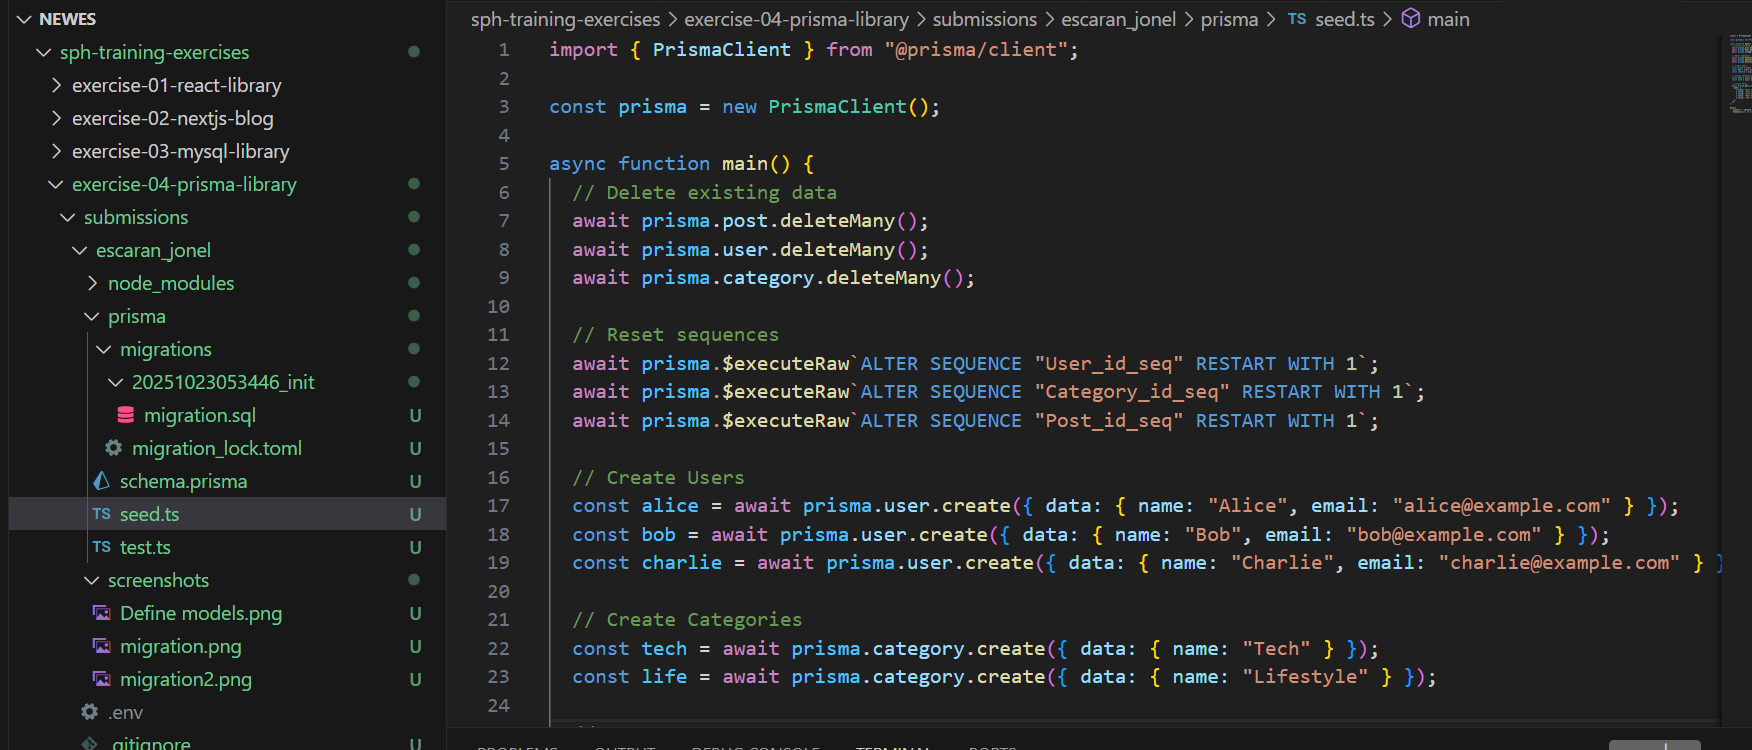 NEWES
sph-training-exercises
exercise-01-react-library
exercise-02-nextjs-blog
exercise-03-mysql-library
exercise-04-prisma-library
submissions
escaran_jonel
node_modules
prisma
migrations
20251023053446_init
migration.sql U
migration_lock.toml U
schema.prisma U
TS seed.ts U
TS test.ts U
screenshots
Define models.png U
migration.png U
migration2.png U
.env
.gitignore U
sph-training-exercises > exercise-04-prisma-library > submissions > escaran_jonel > prisma > TS seed.ts > main
1 import { PrismaClient } from "@prisma/client";
2
3 const prisma = new PrismaClient();
4
5 async function main() {
6 // Delete existing data
7 await prisma.post.deleteMany();
8 await prisma.user.deleteMany();
9 await prisma.category.deleteMany();
10
11 // Reset sequences
12 await prisma.$executeRaw`ALTER SEQUENCE "User_id_seq" RESTART WITH 1`;
13 await prisma.$executeRaw`ALTER SEQUENCE "Category_id_seq" RESTART WITH 1`;
14 await prisma.$executeRaw`ALTER SEQUENCE "Post_id_seq" RESTART WITH 1`;
15
16 // Create Users
17 const alice = await prisma.user.create({ data: { name: "Alice", email: "alice@example.com" } });
18 const bob = await prisma.user.create({ data: { name: "Bob", email: "bob@example.com" } });
19 const charlie = await prisma.user.create({ data: { name: "Charlie", email: "charlie@example.com" } }
20
21 // Create Categories
22 const tech = await prisma.category.create({ data: { name: "Tech" } });
23 const life = await prisma.category.create({ data: { name: "Lifestyle" } });
24
PROBLEMS OUTPUT DEBUG CONSOLE TERMINAL PORTS